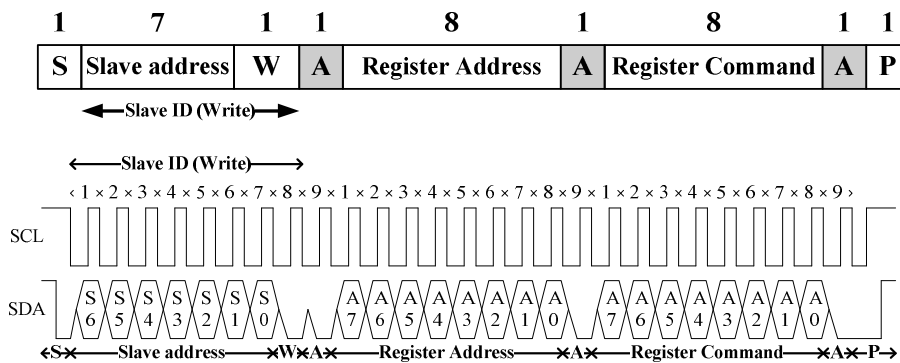 1 7 1 1 8 1 8 1 1
S Slave address W A Register Address A Register Command A P
Slave ID (Write)
Slave ID (Write)
‹ 1 × 2 × 3 × 4 × 5 × 6 × 7 × 8 × 9 × 1 × 2 × 3 × 4 × 5 × 6 × 7 × 8 × 9 × 1 × 2 × 3 × 4 × 5 × 6 × 7 × 8 × 9 ›
SCL
SDA S6 S5 S4 S3 S2 S1 S0 A7 A6 A5 A4 A3 A2 A1 A0 A7 A6 A5 A4 A3 A2 A1 A0
S Slave address W A Register Address A Register Command A P